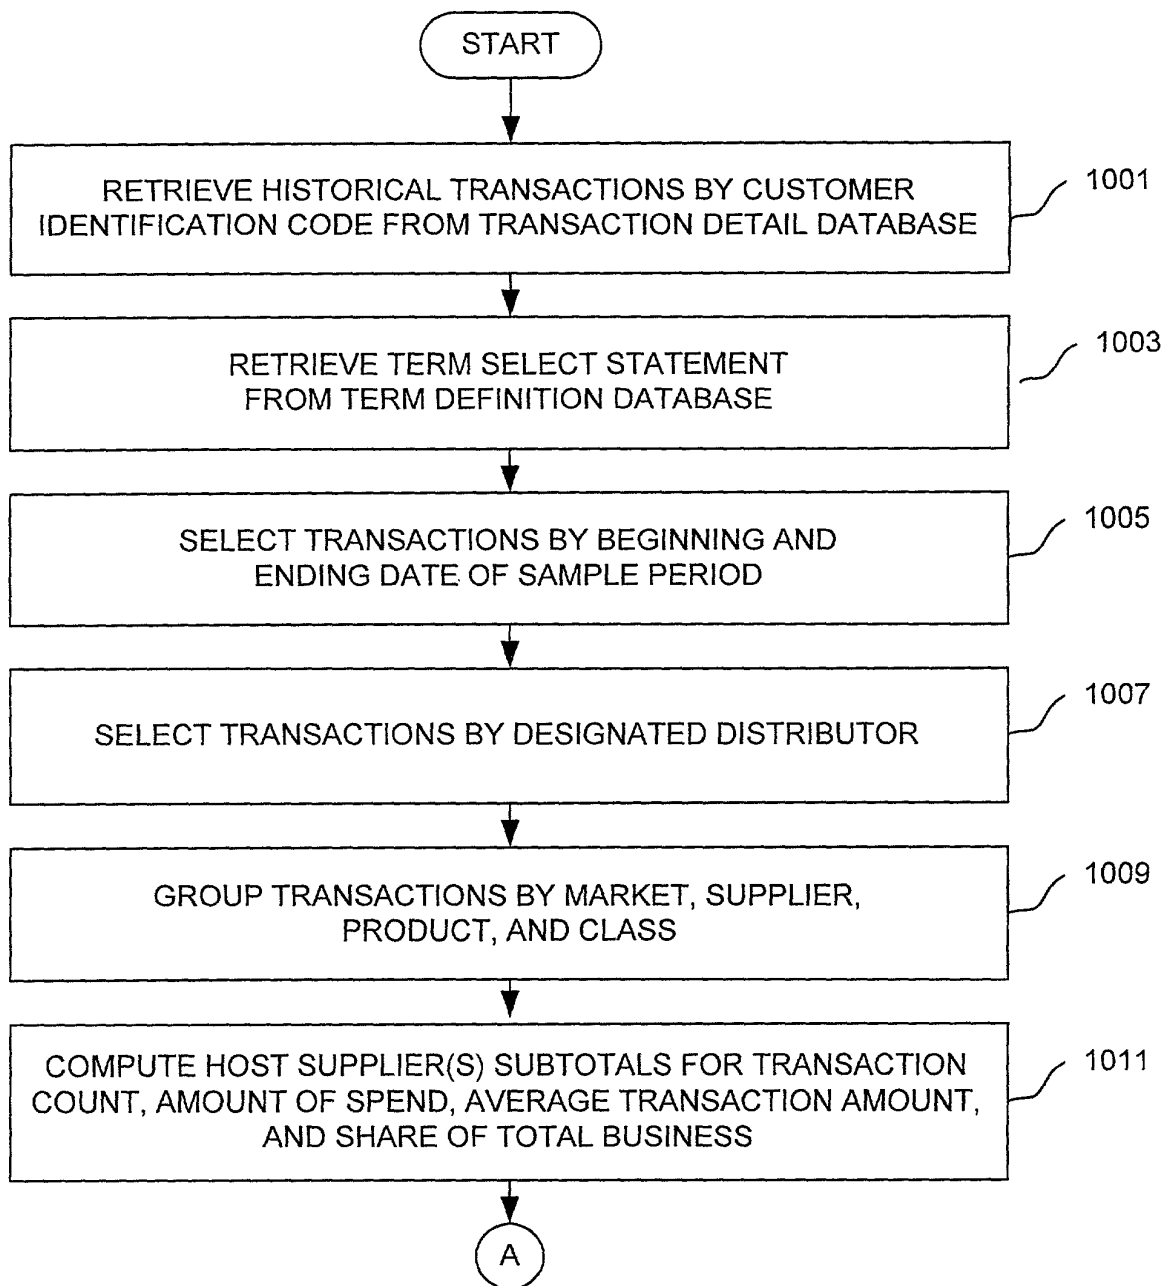 START
RETRIEVE HISTORICAL TRANSACTIONS BY CUSTOMER
IDENTIFICATION CODE FROM TRANSACTION DETAIL DATABASE
1001
RETRIEVE TERM SELECT STATEMENT
FROM TERM DEFINITION DATABASE
1003
SELECT TRANSACTIONS BY BEGINNING AND
ENDING DATE OF SAMPLE PERIOD
1005
SELECT TRANSACTIONS BY DESIGNATED DISTRIBUTOR
1007
GROUP TRANSACTIONS BY MARKET, SUPPLIER,
PRODUCT, AND CLASS
1009
COMPUTE HOST SUPPLIER(S) SUBTOTALS FOR TRANSACTION
COUNT, AMOUNT OF SPEND, AVERAGE TRANSACTION AMOUNT,
AND SHARE OF TOTAL BUSINESS
1011
A